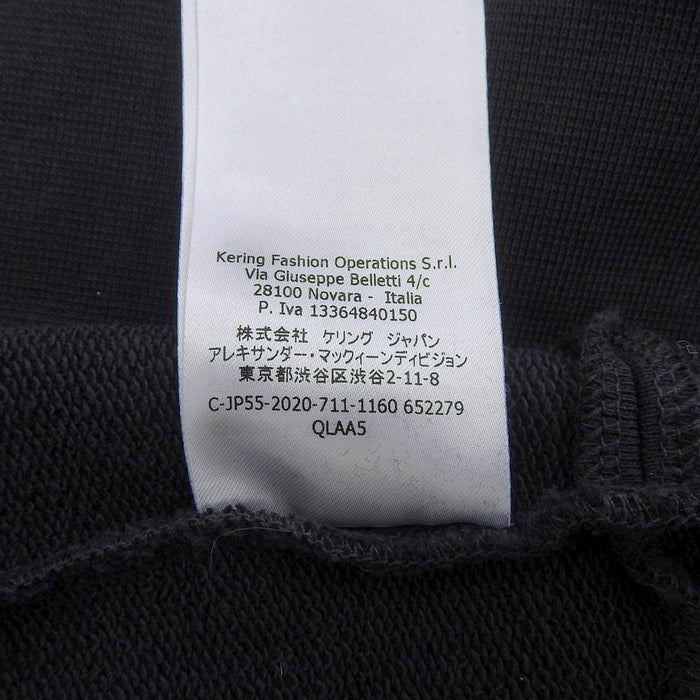 Kering Fashion Operations S.r.l.
Via Giuseppe Belletti 4/c
28100 Novara - Italia
P. Iva 13364840150
株式会社 ケリング ジャパン
アレキサンダー・マックィーンディビジョン
東京都渋谷区渋谷2-11-8
C-JP55-2020-711-1160 652279
QLAA5